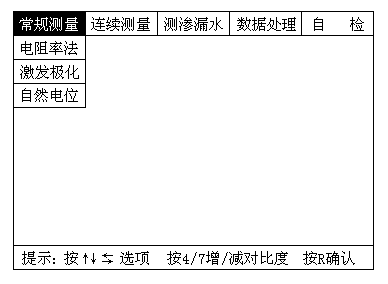 常规测量 连续测量 测渗漏水 数据处理 自 检
电阻率法
激发极化
自然电位
提示：按↑↓⇆ 选项 按4/7增/减对比度 按R确认